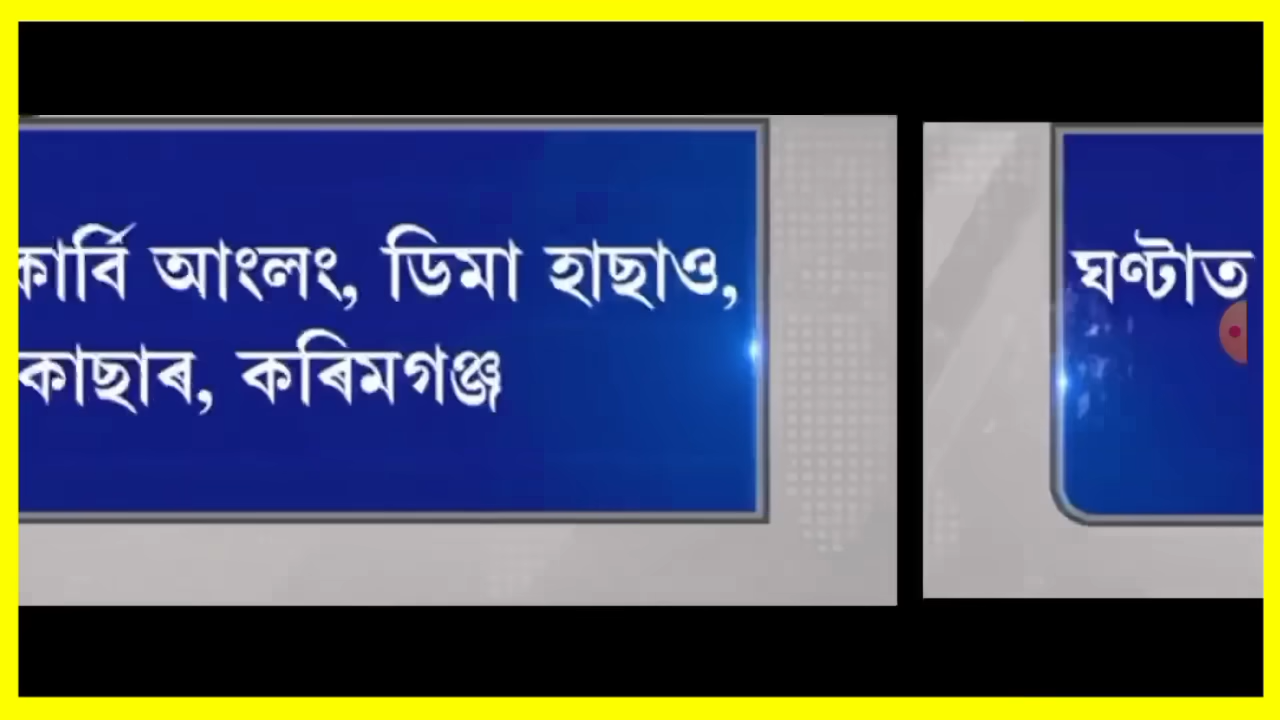 কার্বি আংলং, ডিমা হাছাও,
কাছাৰ, কৰিমগঞ্জ
ঘণ্টাত